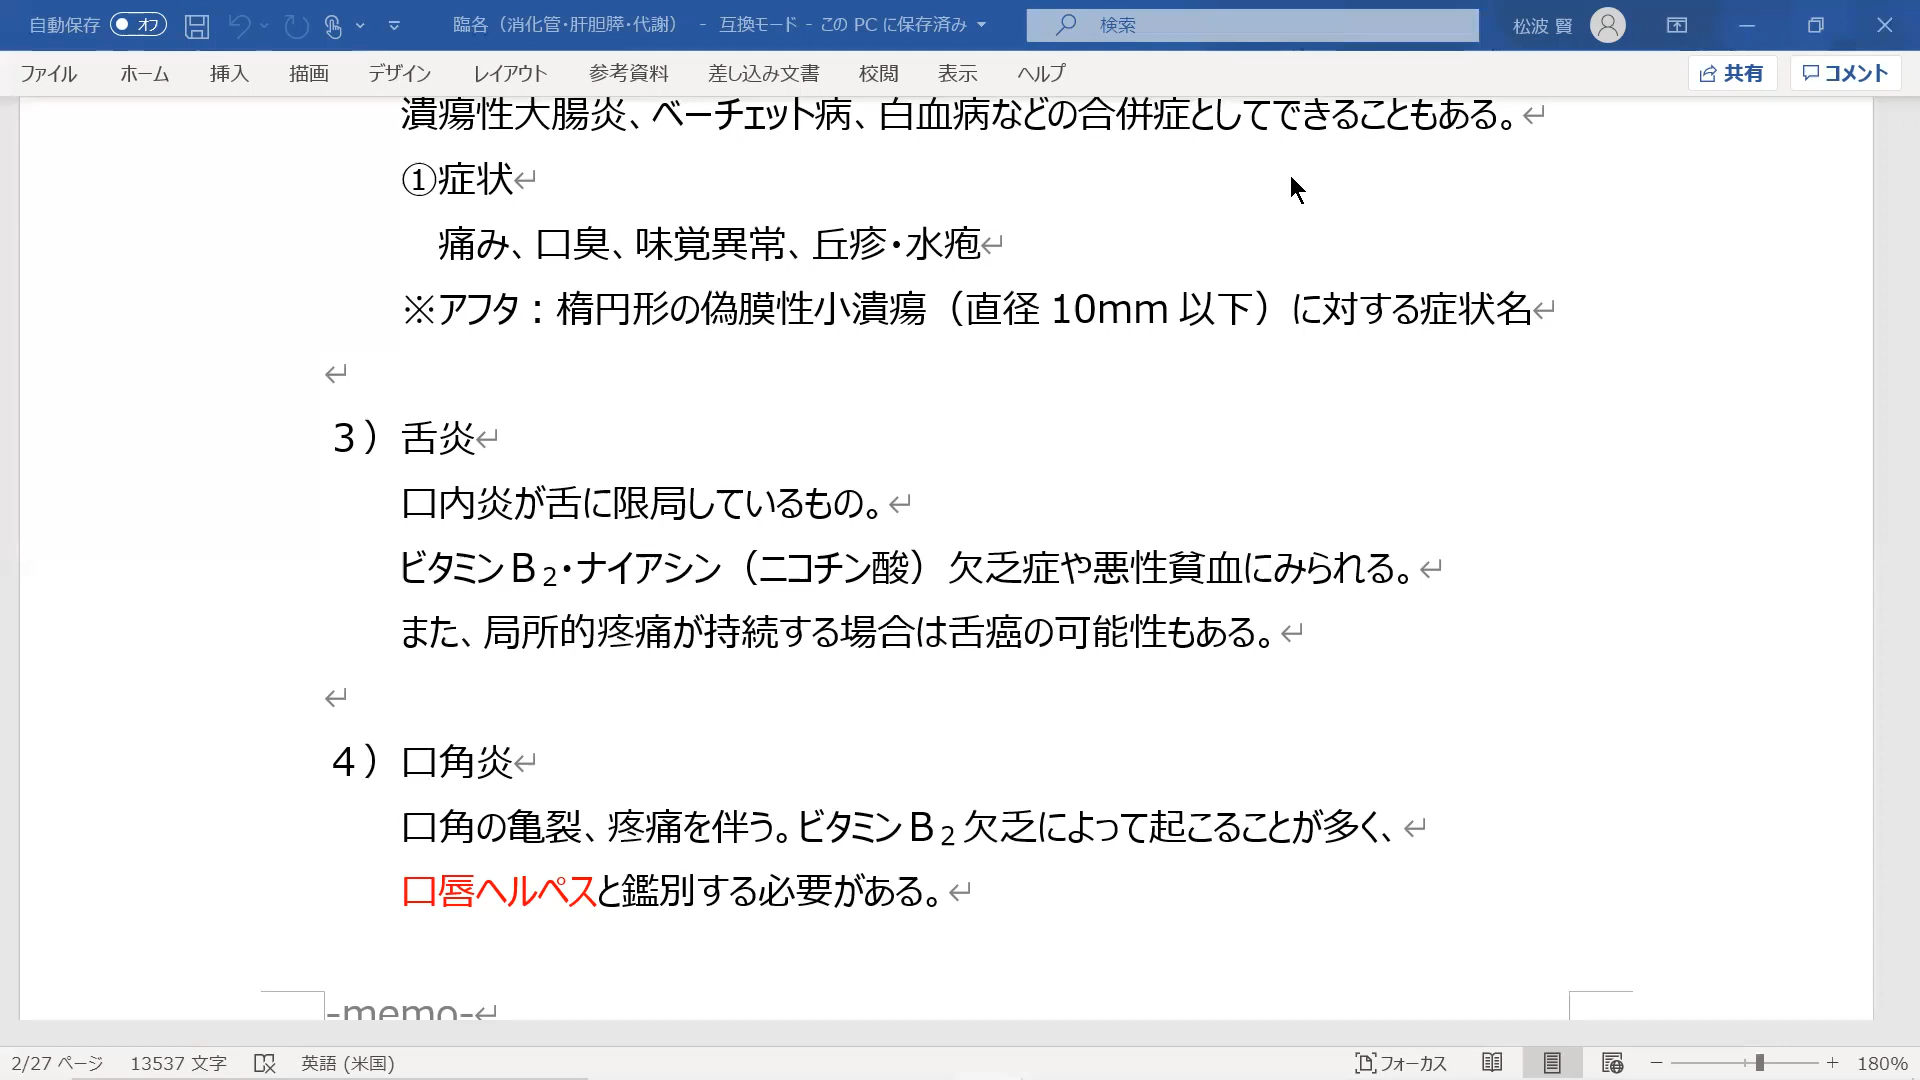 自動保存 オフ 臨各（消化管・肝胆膵・代謝） - 互換モード - この PC に保存済み 検索 松波 賢
ファイル ホーム 挿入 描画 デザイン レイアウト 参考資料 差し込み文書 校閲 表示 ヘルプ 共有 コメント
潰瘍性大腸炎、ベーチェット病、白血病などの合併症としてできることもある。
①症状
痛み、口臭、味覚異常、丘疹・水疱
※アフタ：楕円形の偽膜性小潰瘍（直径 10mm 以下）に対する症状名
３）舌炎
口内炎が舌に限局しているもの。
ビタミンＢ₂・ナイアシン（ニコチン酸）欠乏症や悪性貧血にみられる。
また、局所的疼痛が持続する場合は舌癌の可能性もある。
４）口角炎
口角の亀裂、疼痛を伴う。ビタミンＢ₂ 欠乏によって起こることが多く、
口唇ヘルペスと鑑別する必要がある。
-memo-
2/27 ページ 13537 文字 英語 (米国) フォーカス 180%